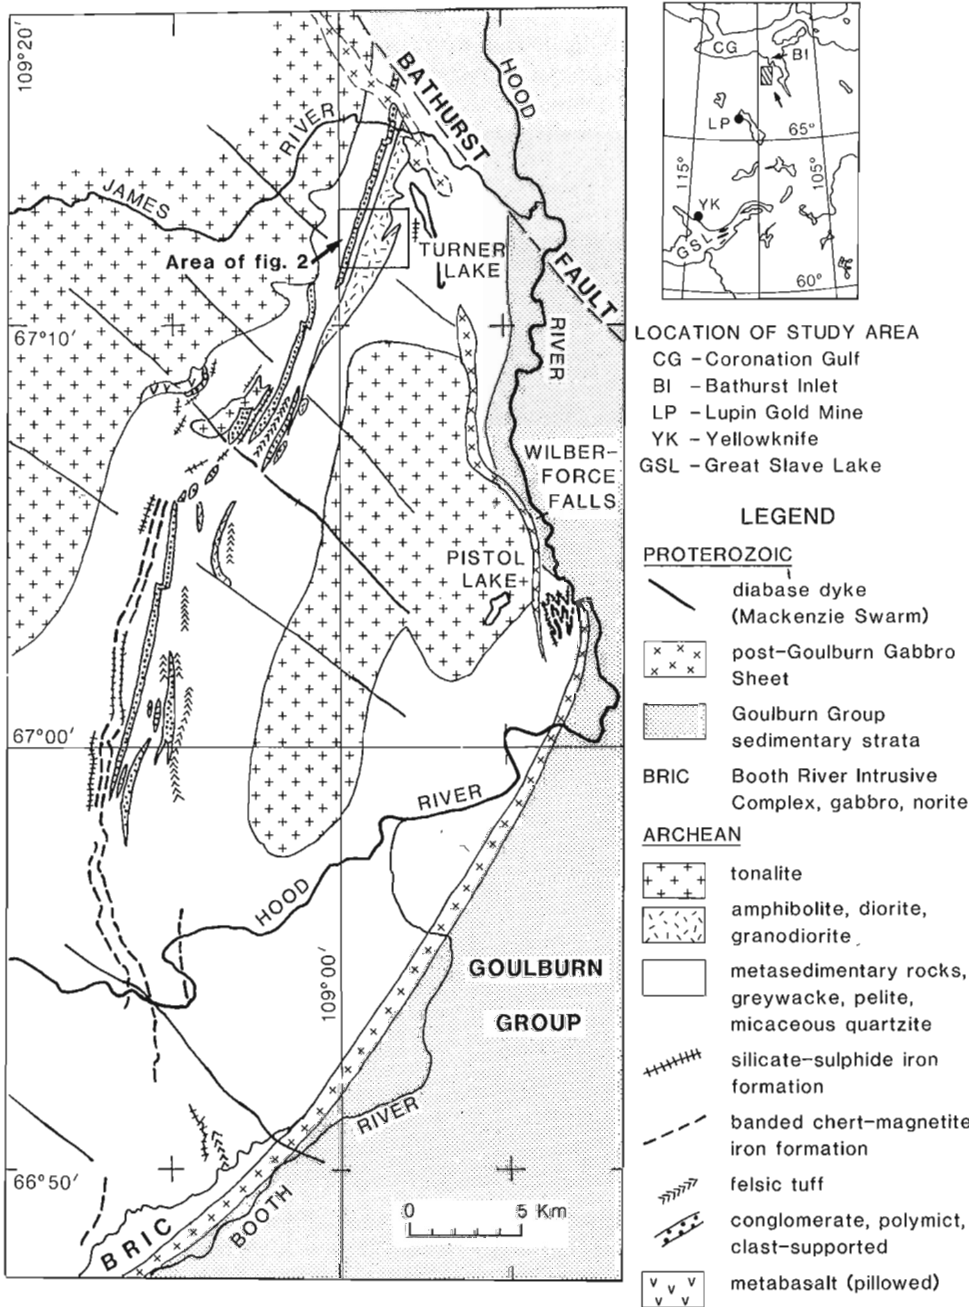 109°20′
BATHURST
HOOD
RIVER
JAMES
Area of fig. 2
TURNER
LAKE
FAULT
67°10′
RIVER
WILBER-
FORCE
FALLS
PISTOL
LAKE
67°00′
RIVER
HOOD
109°00′
GOULBURN
GROUP
RIVER
66°50′
BOOTH
BRIC
0 5 Km
CG
BI
LP
65°
115°
105°
YK
GSL
60°
LOCATION OF STUDY AREA
CG -Coronation Gulf
BI -Bathurst Inlet
LP -Lupin Gold Mine
YK -Yellowknife
GSL -Great Slave Lake
LEGEND
PROTEROZOIC
diabase dyke
(Mackenzie Swarm)
post-Goulburn Gabbro
Sheet
Goulburn Group
sedimentary strata
BRIC Booth River Intrusive
Complex, gabbro, norite
ARCHEAN
tonalite
amphibolite, diorite,
granodiorite
metasedimentary rocks,
greywacke, pelite,
micaceous quartzite
silicate-sulphide iron
formation
banded chert-magnetite
iron formation
felsic tuff
conglomerate, polymict,
clast-supported
metabasalt (pillowed)